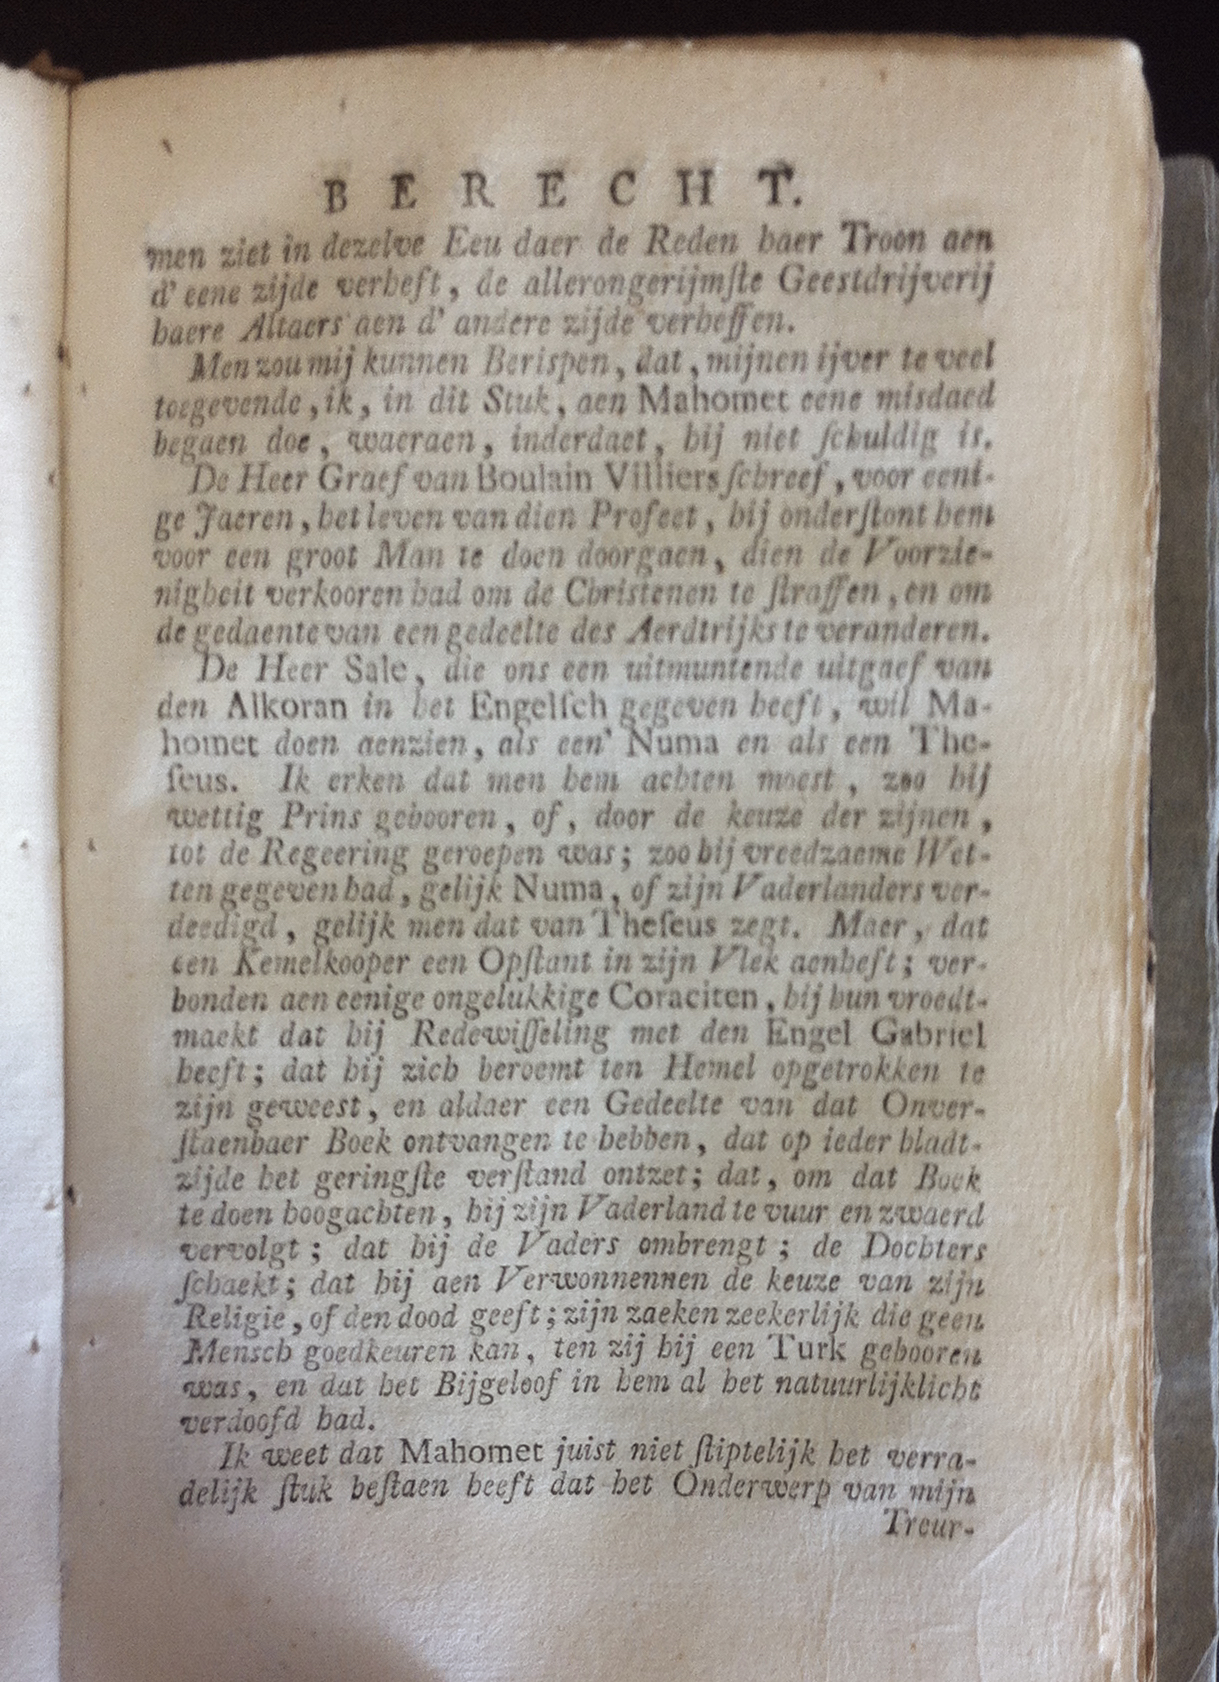 BERECHT.
men ziet in dezelve Eeu daer de Reden haer Troon aen
d' eene zijde verheft, de allerongerijmſte Geestdrijverij
haere Altaers aen d' andere zijde verheffen.
Men zou mij kunnen Berispen, dat, mijnen ijver te veel
toegevende, ik, in dit Stuk, aen Mahomet eene misdaed
begaen doe, waeraen, inderdaet, hij niet ſchuldig is.
De Heer Graef van Boulain Villiers ſchreef, voor eeni-
ge Jaeren, het leven van dien Profeet, hij onderſtont hem
voor een groot Man te doen doorgaen, dien de Voorzie-
nigheit verkooren had om de Christenen te ſtraffen, en om
de gedaente van een gedeelte des Aerdtrijks te veranderen.
De Heer Sale, die ons een uitmuntende uitgaef van
den Alkoran in het Engelſch gegeven heeft, wil Ma-
homet doen aenzien, als een' Numa en als een The-
ſeus. Ik erken dat men hem achten moest, zoo hij
wettig Prins gebooren, of, door de keuze der zijnen,
tot de Regeering geroepen was; zoo hij vreedzaeme Wet-
ten gegeven had, gelijk Numa, of zijn Vaderlanders ver-
deedigd, gelijk men dat van Theſeus zegt. Maer, dat
een Kemelkooper een Opſtant in zijn Vlek aenheft; ver-
bonden aen eenige ongelukkige Coraciten, hij hun vroedt-
maekt dat hij Redewiſſeling met den Engel Gabriel
heeft; dat hij zich beroemt ten Hemel opgetrokken te
zijn geweest, en aldaer een Gedeelte van dat Onver-
ſtaenbaer Boek ontvangen te hebben, dat op ieder bladt-
zijde het geringſte verſtand ontzet; dat, om dat Boek
te doen hoogachten, hij zijn Vaderland te vuur en zwaerd
vervolgt; dat hij de Vaders ombrengt; de Dochters
ſchaekt; dat hij aen Verwonnennen de keuze van zijn
Religie, of den dood geeft; zijn zaeken zeekerlijk die geen
Mensch goedkeuren kan, ten zij hij een Turk gebooren
was, en dat het Bijgeloof in hem al het natuurlijklicht
verdoofd had.
Ik weet dat Mahomet juist niet ſtiptelijk het verra-
delijk ſtuk beſtaen heeft dat het Onderwerp van mijn
Treur-